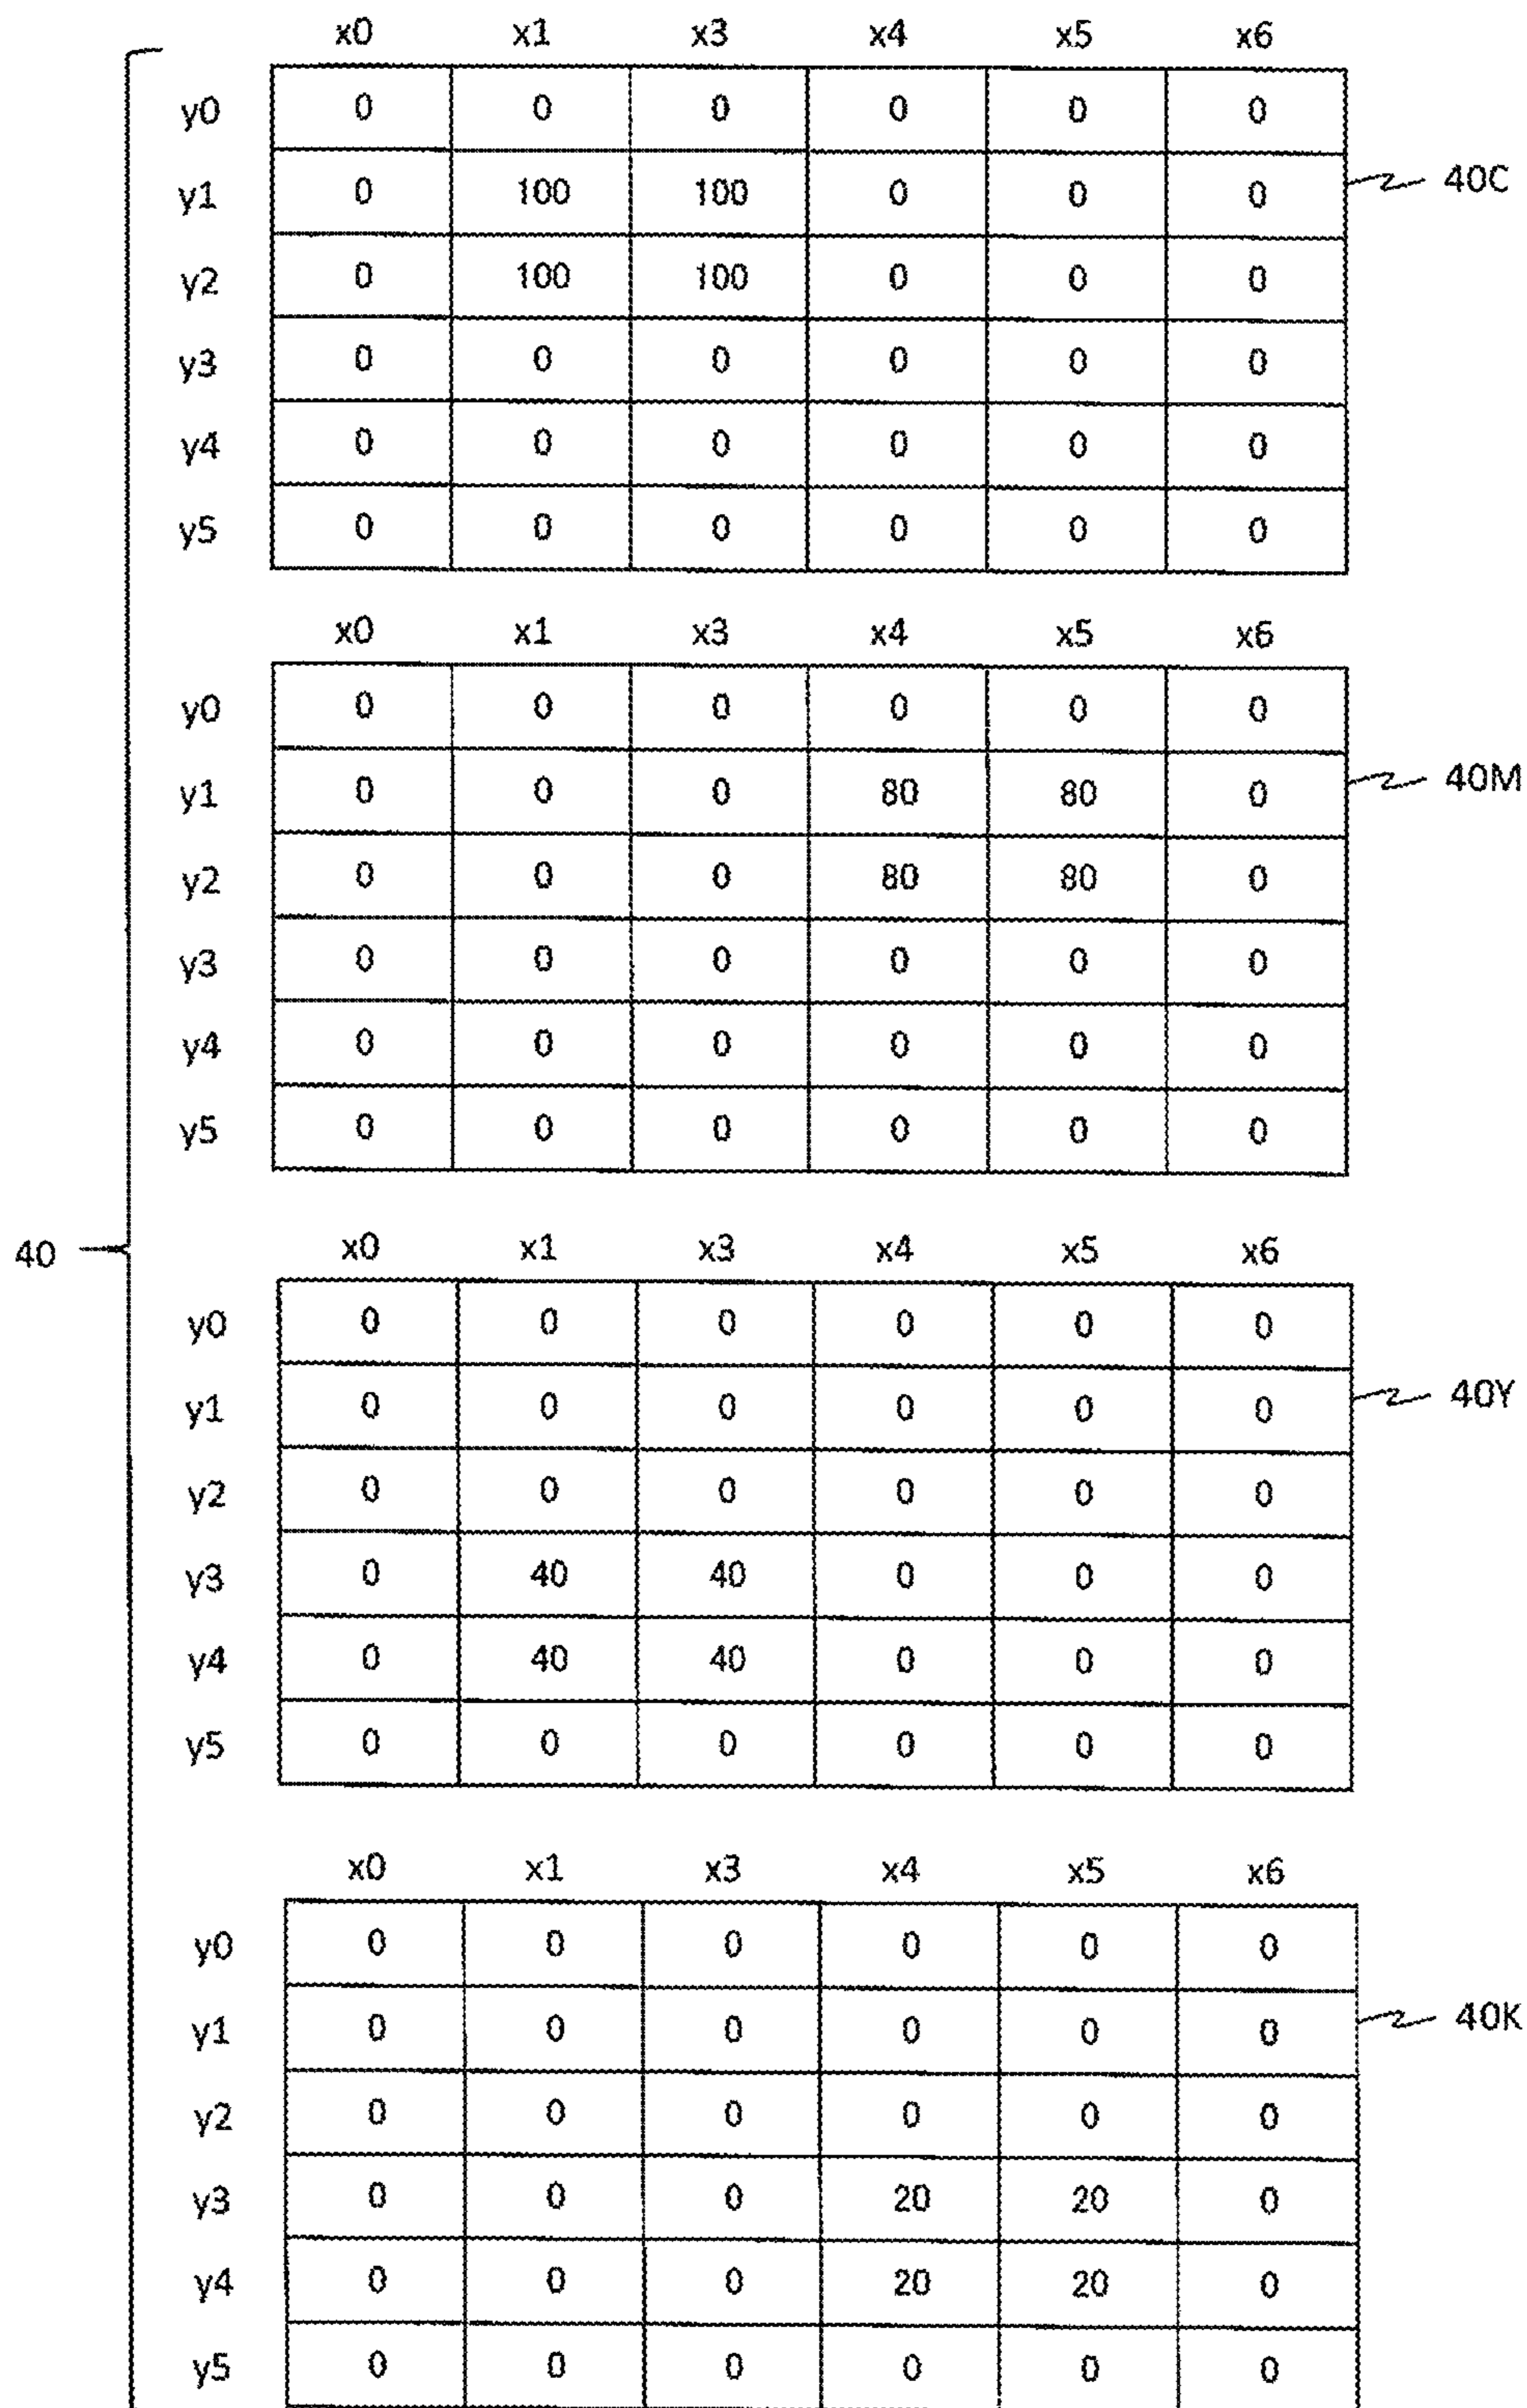 x0 x1 x3 x4 x5 x6
y0 0 0 0 0 0 0
y1 0 100 100 0 0 0 40C
y2 0 100 100 0 0 0
y3 0 0 0 0 0 0
y4 0 0 0 0 0 0
y5 0 0 0 0 0 0
x0 x1 x3 x4 x5 x6
y0 0 0 0 0 0 0
y1 0 0 0 80 80 0 40M
y2 0 0 0 80 80 0
y3 0 0 0 0 0 0
y4 0 0 0 0 0 0
y5 0 0 0 0 0 0
40
x0 x1 x3 x4 x5 x6
y0 0 0 0 0 0 0
y1 0 0 0 0 0 0 40Y
y2 0 0 0 0 0 0
y3 0 40 40 0 0 0
y4 0 40 40 0 0 0
y5 0 0 0 0 0 0
x0 x1 x3 x4 x5 x6
y0 0 0 0 0 0 0
y1 0 0 0 0 0 0 40K
y2 0 0 0 0 0 0
y3 0 0 0 20 20 0
y4 0 0 0 20 20 0
y5 0 0 0 0 0 0